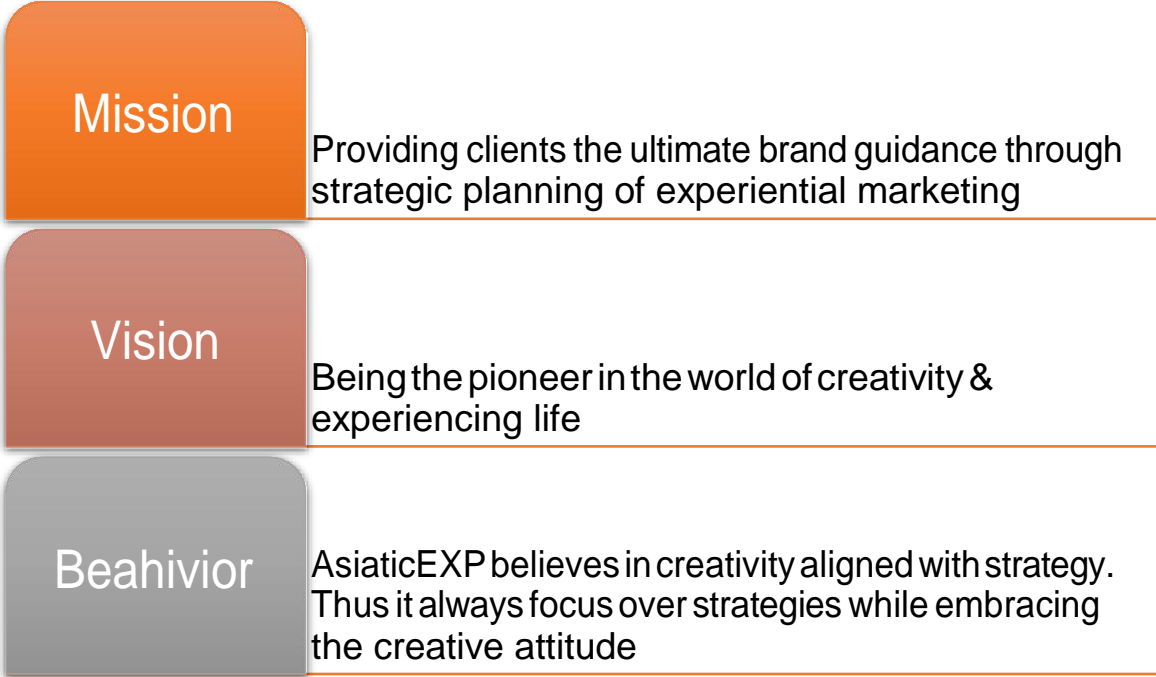 Mission
Providing clients the ultimate brand guidance through
strategic planning of experiential marketing
Vision
Being the pioneer in the world of creativity &
experiencing life
Beahivior
AsiaticEXP believes in creativity aligned with strategy.
Thus it always focus over strategies while embracing
the creative attitude